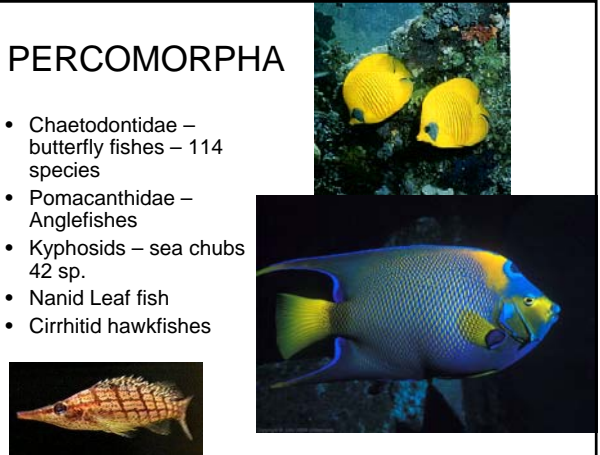 PERCOMORPHA
• Chaetodontidae –
butterfly fishes – 114
species
• Pomacanthidae –
Anglefishes
• Kyphosids – sea chubs
42 sp.
• Nanid Leaf fish
• Cirrhitid hawkfishes